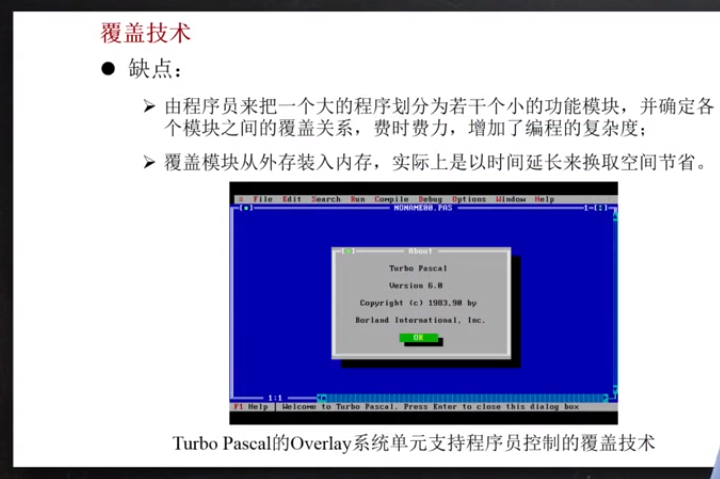 覆盖技术
● 缺点：
➢ 由程序员来把一个大的程序划分为若干个小的功能模块，并确定各
个模块之间的覆盖关系，费时费力，增加了编程的复杂度；
➢ 覆盖模块从外存装入内存，实际上是以时间延长来换取空间节省。
≡ File Edit Search Run Compile Debug Options Window Help
NONAME00.PAS 1=[↕]
About
Turbo Pascal
Version 6.0
Copyright (c) 1983,90 by
Borland International, Inc.
OK
1:1
F1 Help | Welcome to Turbo Pascal. Press Enter to close this dialog box
Turbo Pascal的Overlay系统单元支持程序员控制的覆盖技术